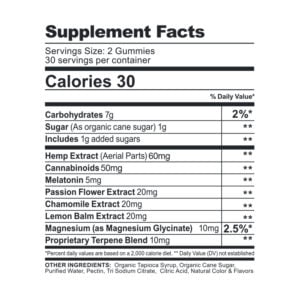 Supplement Facts
Servings Size: 2 Gummies
30 servings per container
Calories 30
% Daily Value*
Carbohydrates 7g 2%*
Sugar (As organic cane sugar) 1g **
Includes 1g added sugars **
Hemp Extract (Aerial Parts) 60mg **
Cannabinoids 50mg **
Melatonin 5mg **
Passion Flower Extract 20mg **
Chamomile Extract 20mg **
Lemon Balm Extract 20mg **
Magnesium (as Magnesium Glycinate) 10mg 2.5%*
Proprietary Terpene Blend 10mg **
*Percent daily values are based on a 2,000 calorie diet. ** Daily Value (DV) not established
OTHER INGREDIENTS: Organic Tapioca Syrup, Organic Cane Sugar,
Purified Water, Pectin, Tri Sodium Citrate, Citric Acid, Natural Color & Flavors